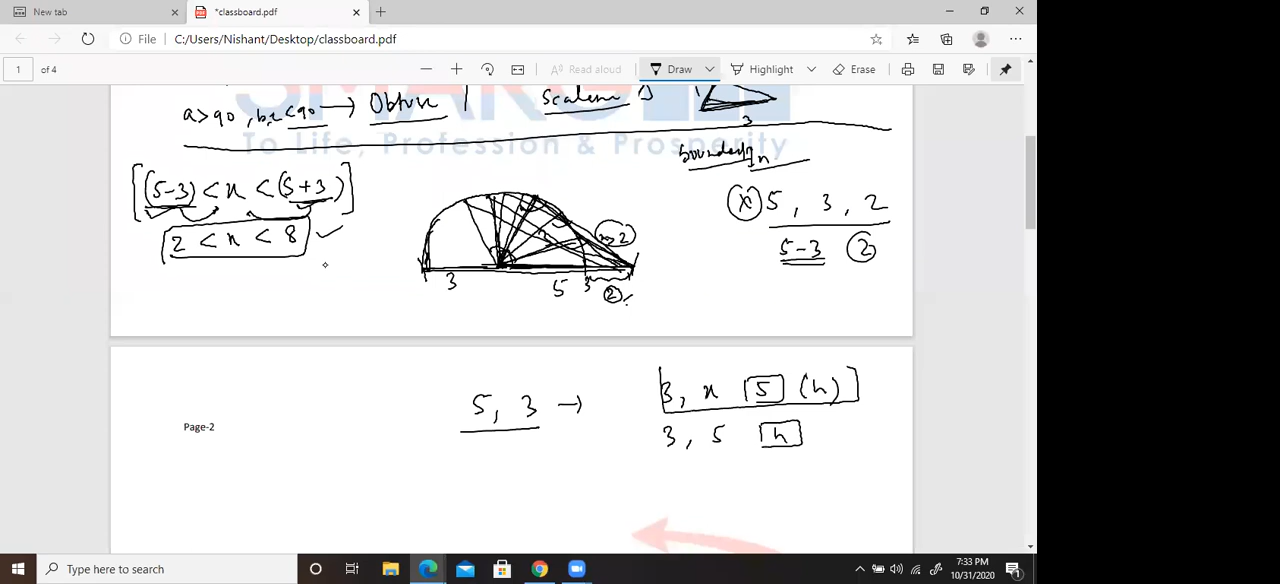 New tab
*classboard.pdf
File C:/Users/Nishant/Desktop/classboard.pdf
1 of 4
Read aloud
Draw
Highlight
Erase
a>90, b,c <90 → Obtuse
Scalene Δ
3
To Life, Profession & Prosperity
[(5-3) < x < (5+3)]
2 < x < 8 ✓
3
5 3
2
5, 3, 2
5-3 2
Page-2
5, 3 →
3, x 5 (h)
3, 5 h
Type here to search
7:33 PM
10/31/2020
1